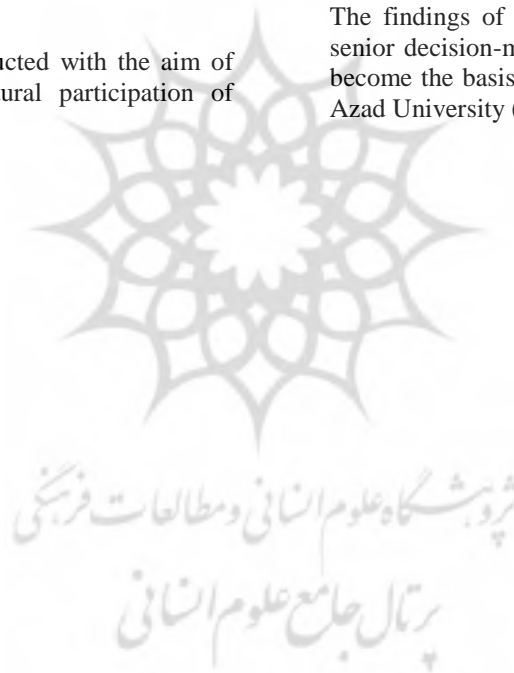 ucted with the aim of
tural participation of
The findings of
senior decision-m
become the basis
Azad University (
پژوهشگاه علوم انسانی و مطالعات فرهنگی
پرتال جامع علوم انسانی